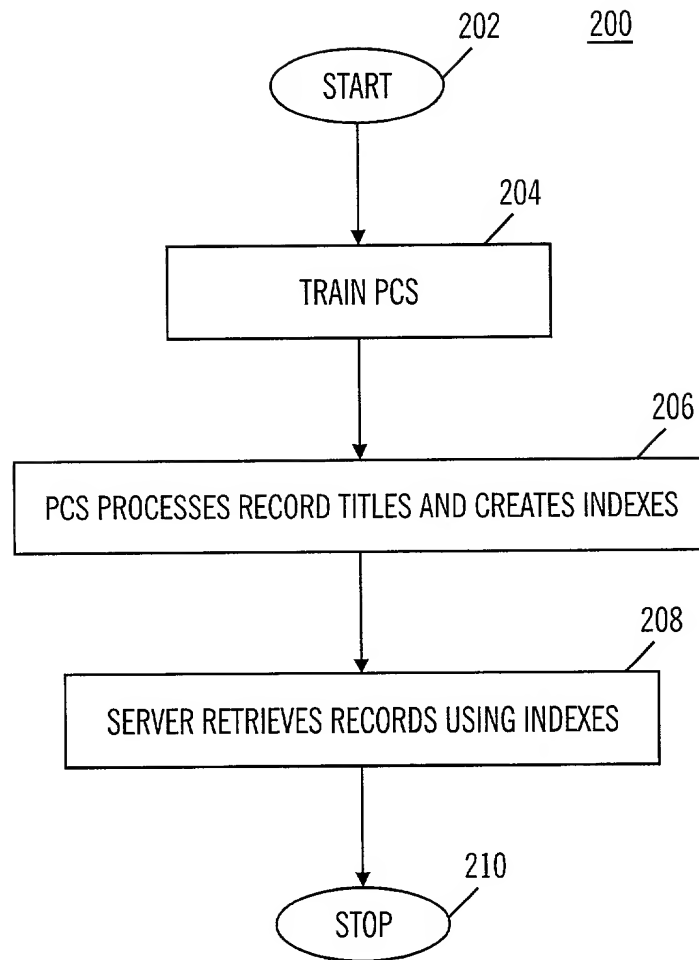 202
200
START
204
TRAIN PCS
206
PCS PROCESSES RECORD TITLES AND CREATES INDEXES
208
SERVER RETRIEVES RECORDS USING INDEXES
210
STOP